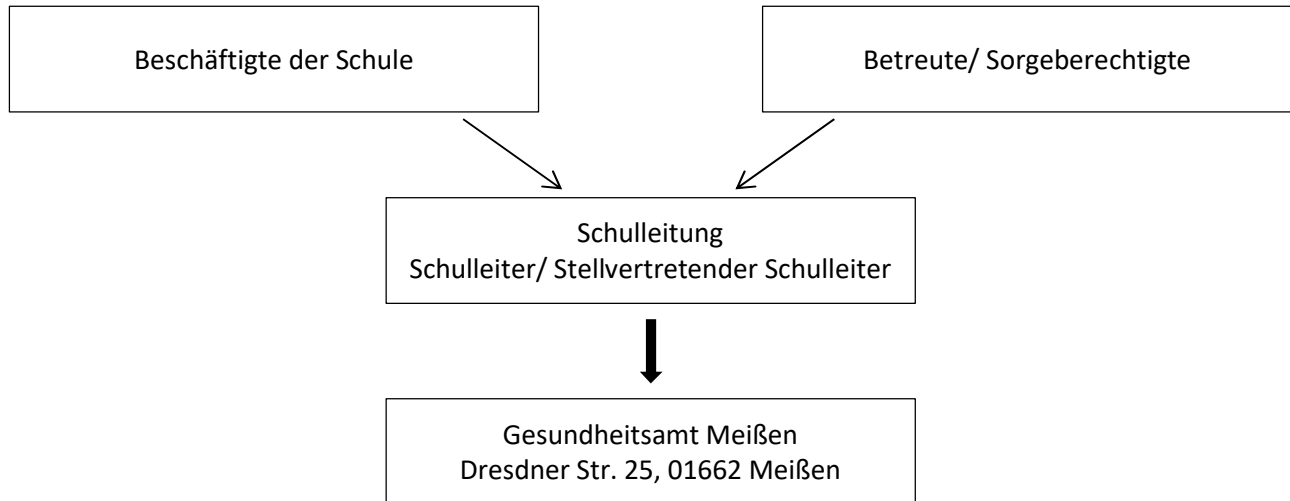 Beschäftigte der Schule
Betreute/ Sorgeberechtigte
Schulleitung
Schulleiter/ Stellvertretender Schulleiter
Gesundheitsamt Meißen
Dresdner Str. 25, 01662 Meißen